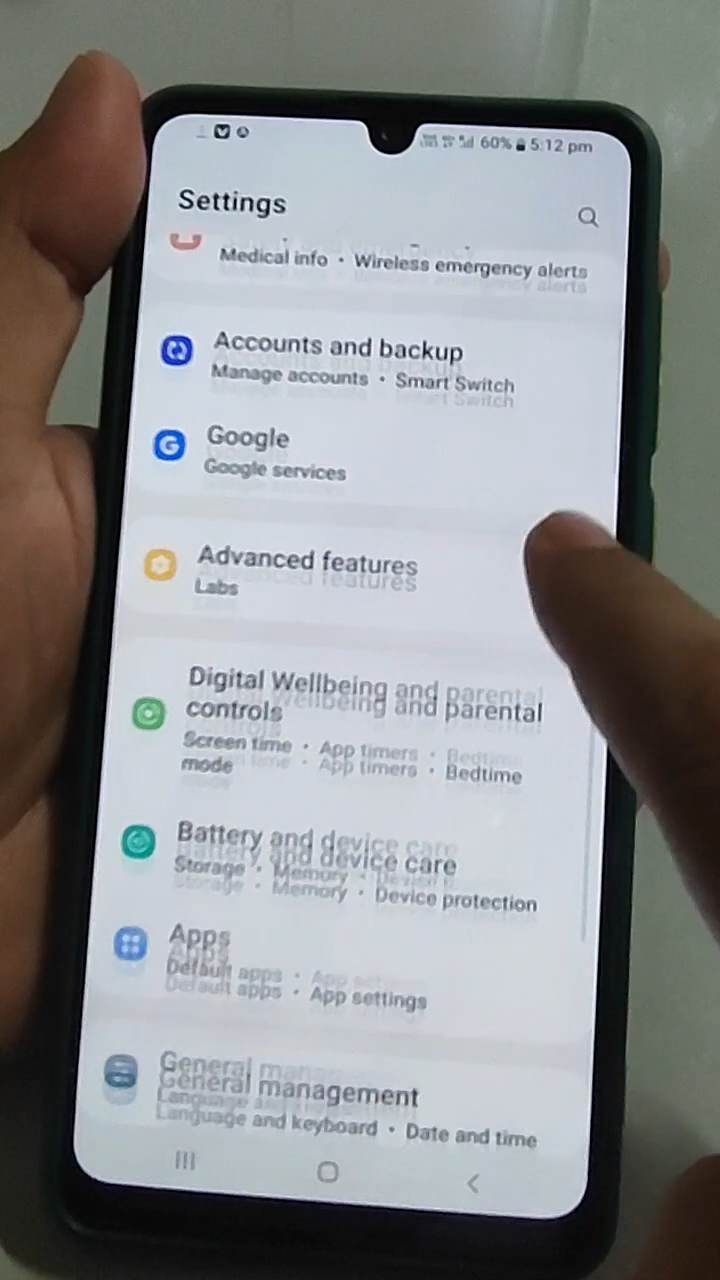 60% 5:12 pm
Settings
Medical info • Wireless emergency alerts
Accounts and backup
Manage accounts • Smart Switch
Google
Google services
Advanced features
Labs
Digital Wellbeing and parental
controls
Screen time • App timers • Bedtime
mode
Battery and device care
Storage • Memory • Device protection
Apps
Default apps • App settings
General management
Language and keyboard • Date and time